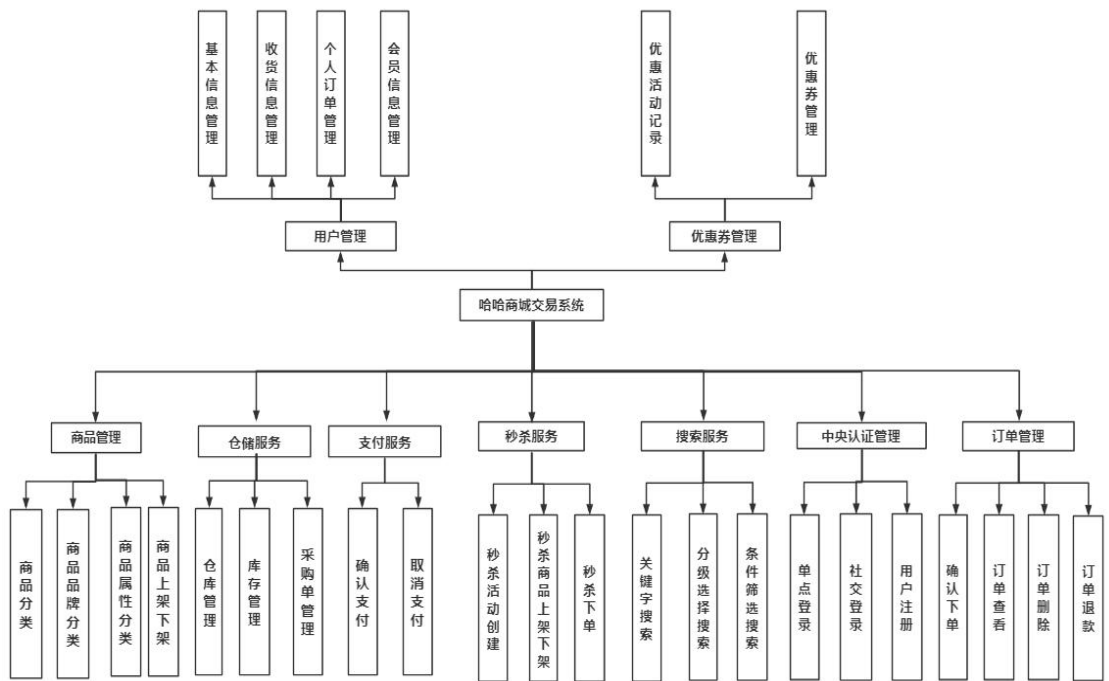 基本信息管理
收货信息管理
个人订单管理
会员信息管理
优惠活动记录
优惠券管理
用户管理
优惠券管理
哈哈商城交易系统
商品管理
仓储服务
支付服务
秒杀服务
搜索服务
中央认证管理
订单管理
商品分类
商品品牌分类
商品属性分类
商品上架下架
仓库管理
库存管理
采购单管理
确认支付
取消支付
秒杀活动创建
秒杀商品上架下架
秒杀下单
关键字搜索
分级选择搜索
条件筛选搜索
单点登录
社交登录
用户注册
确认下单
订单查看
订单删除
订单退款